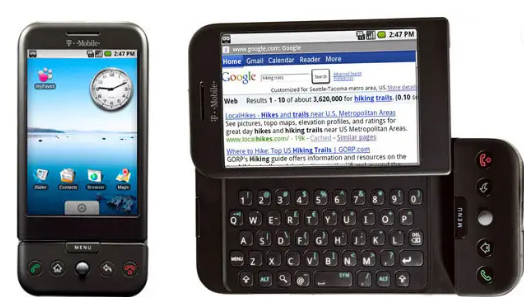 T··Mobile·
2:47 PM
myFaves
Dialer
Contacts
Browser
Maps
MENU
T··Mobile·
2:47 PM
www.google.com: Google
Home Gmail Calendar Reader More
Google hiking trails Search Advanced Search
Customized for Seattle-Tacoma metro area, US
Web Results 1 - 10 of about 3,620,000 for hiking trails. (0.10 se
LocalHikes - Hikes and trails near U.S. Metropolitan Areas
See pictures, topo maps, elevation profiles, and ratings for
great day hikes and hiking trails near US Metropolitan Areas.
www.localhikes.com/ - 19k - Cached - Similar pages
Where to Hike: Top US Hiking Trails | GORP.com
GORP's Hiking guide offers information and resources on the
MENU
1 2 3 4 5 6 7 8 9 0
Q W E R T Y U I O P
A S D F G H J K L DEL
MENU Z X C V B N M
ALT @ SYM ALT